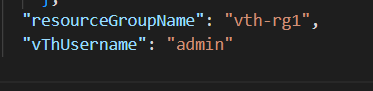 },
"resourceGroupName": "vth-rg1",
"vThUsername": "admin"